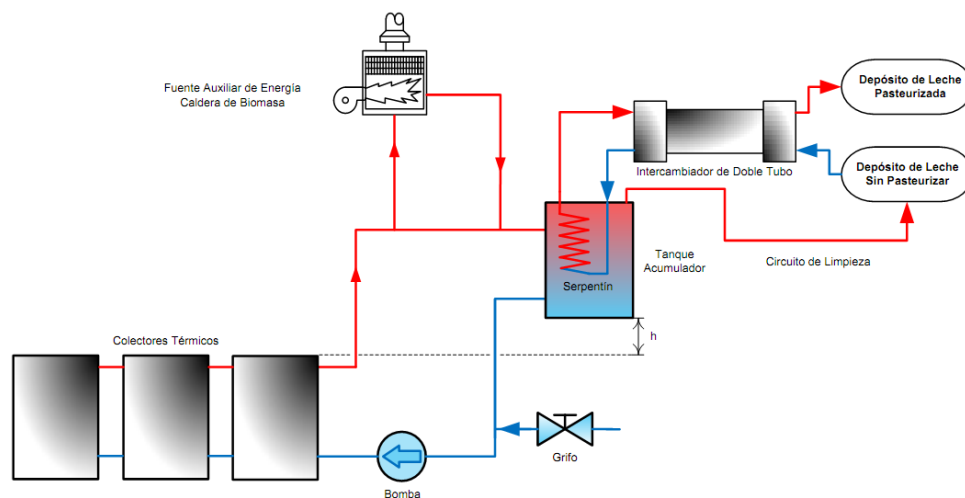 Fuente Auxiliar de Energía
Caldera de Biomasa
Depósito de Leche
Pasteurizada
Intercambiador de Doble Tubo
Depósito de Leche
Sin Pasteurizar
Tanque
Acumulador
Circuito de Limpieza
Serpentín
Colectores Térmicos
h
Grifo
Bomba